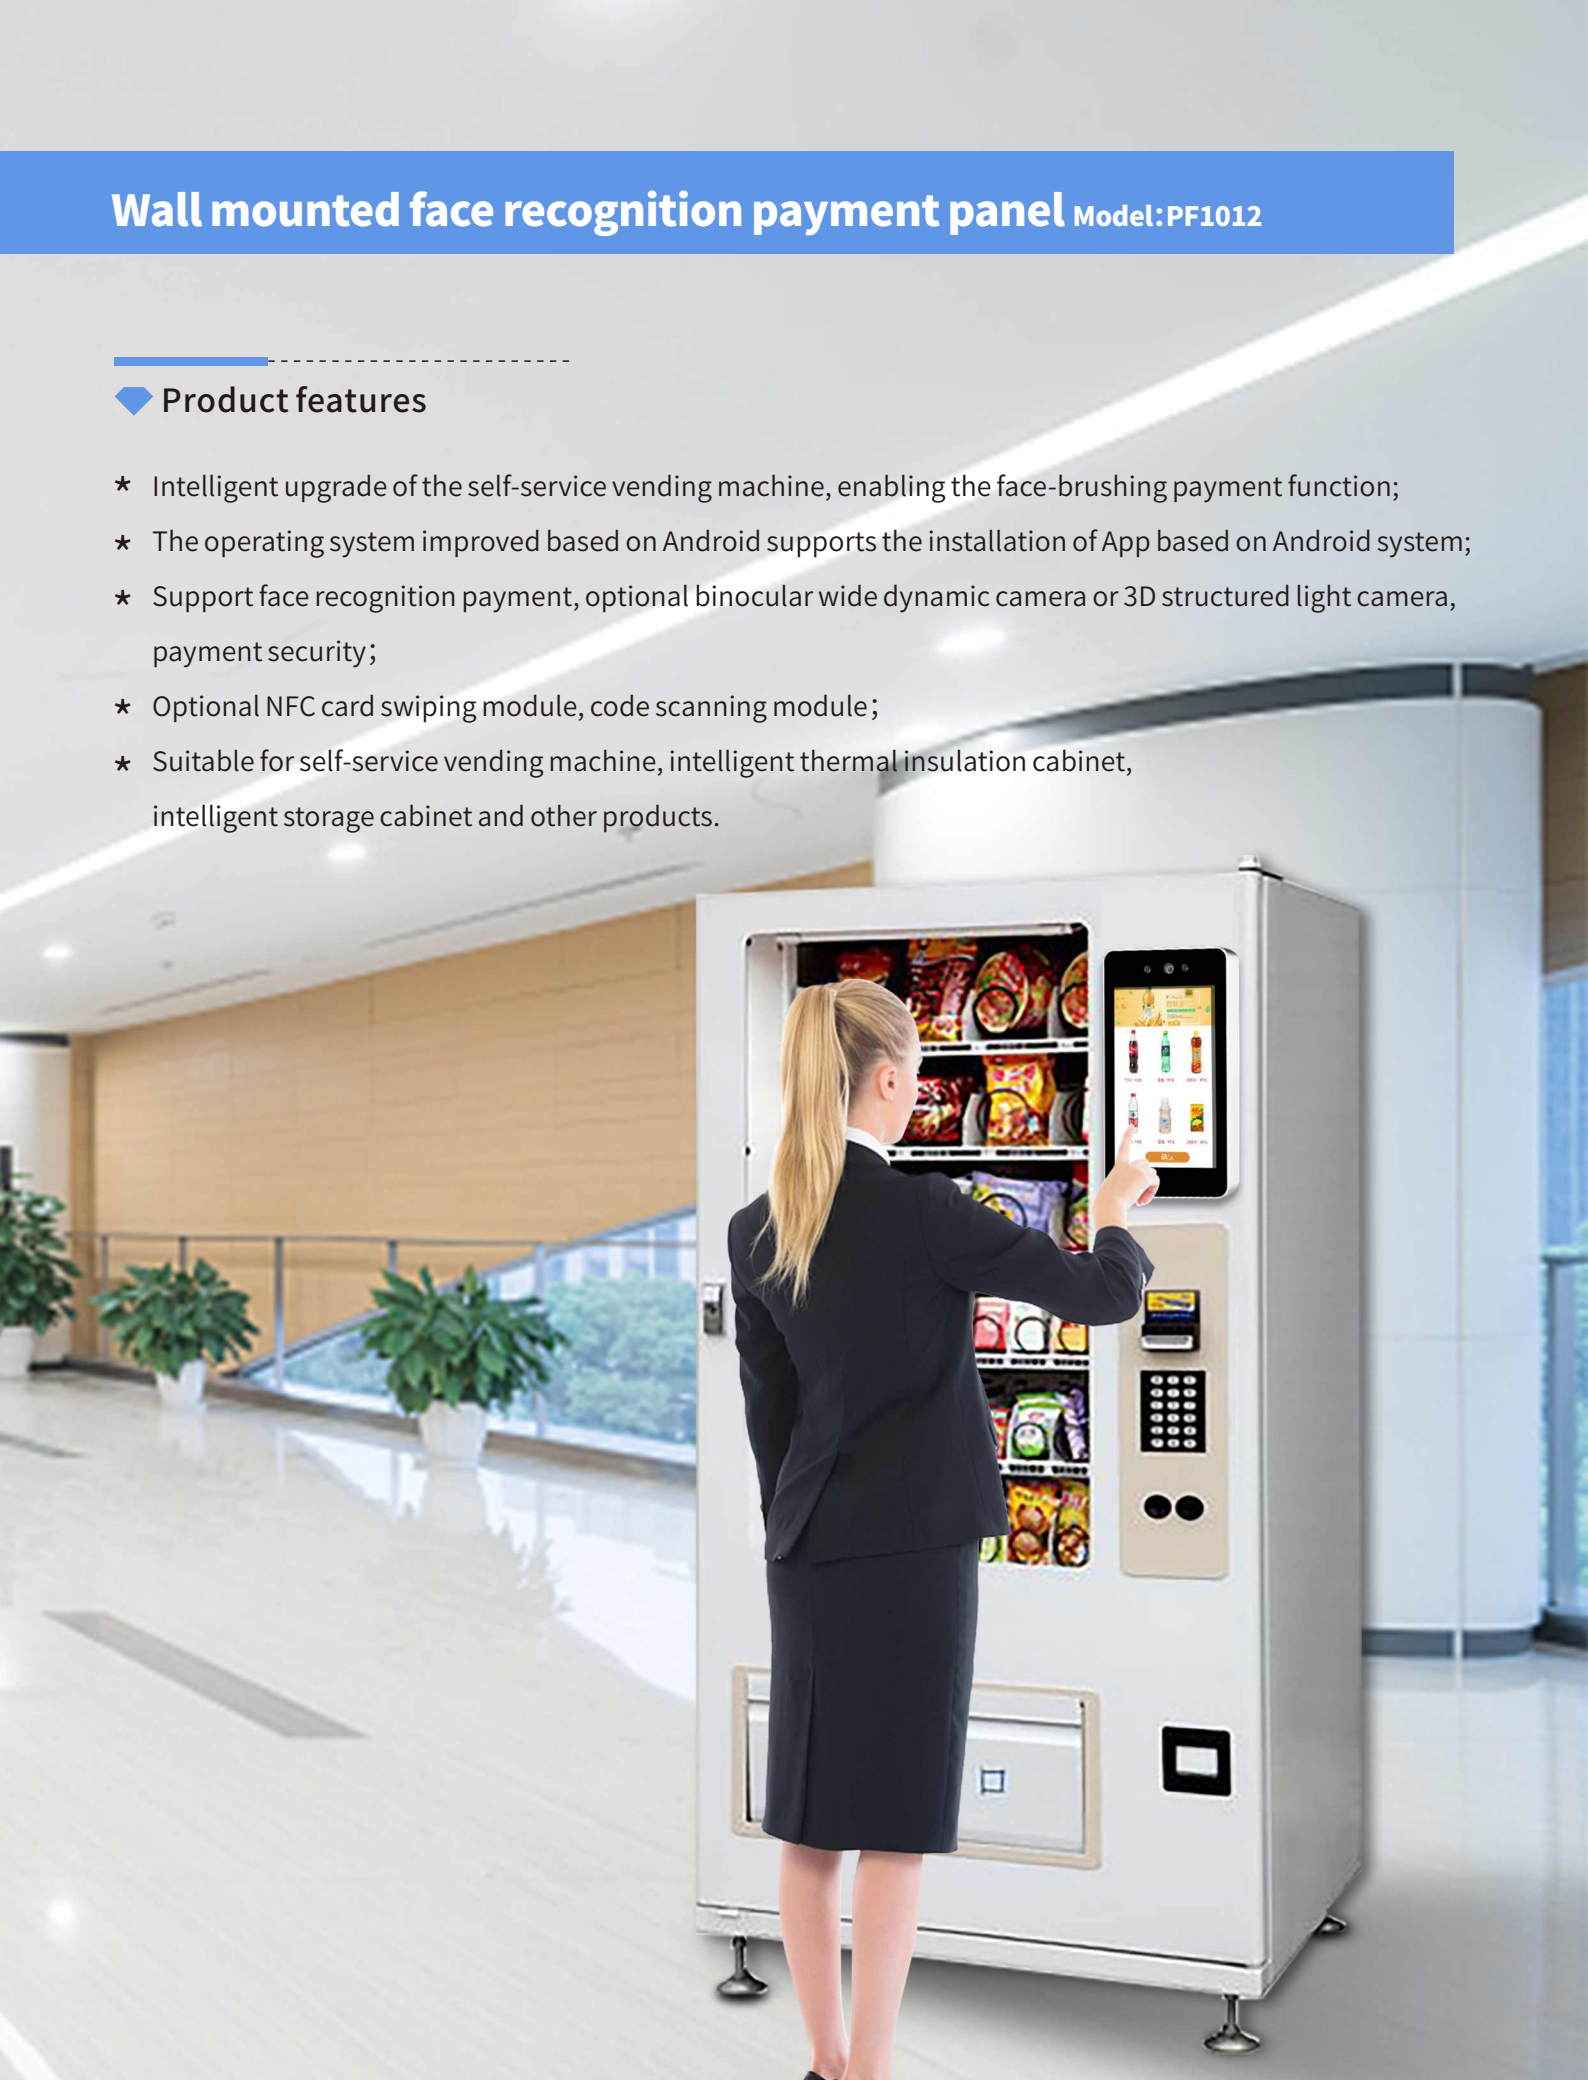 Wall mounted face recognition payment panel Model:PF1012
Product features
* Intelligent upgrade of the self-service vending machine, enabling the face-brushing payment function;
* The operating system improved based on Android supports the installation of App based on Android system;
* Support face recognition payment, optional binocular wide dynamic camera or 3D structured light camera,
payment security;
* Optional NFC card swiping module, code scanning module;
* Suitable for self-service vending machine, intelligent thermal insulation cabinet,
intelligent storage cabinet and other products.